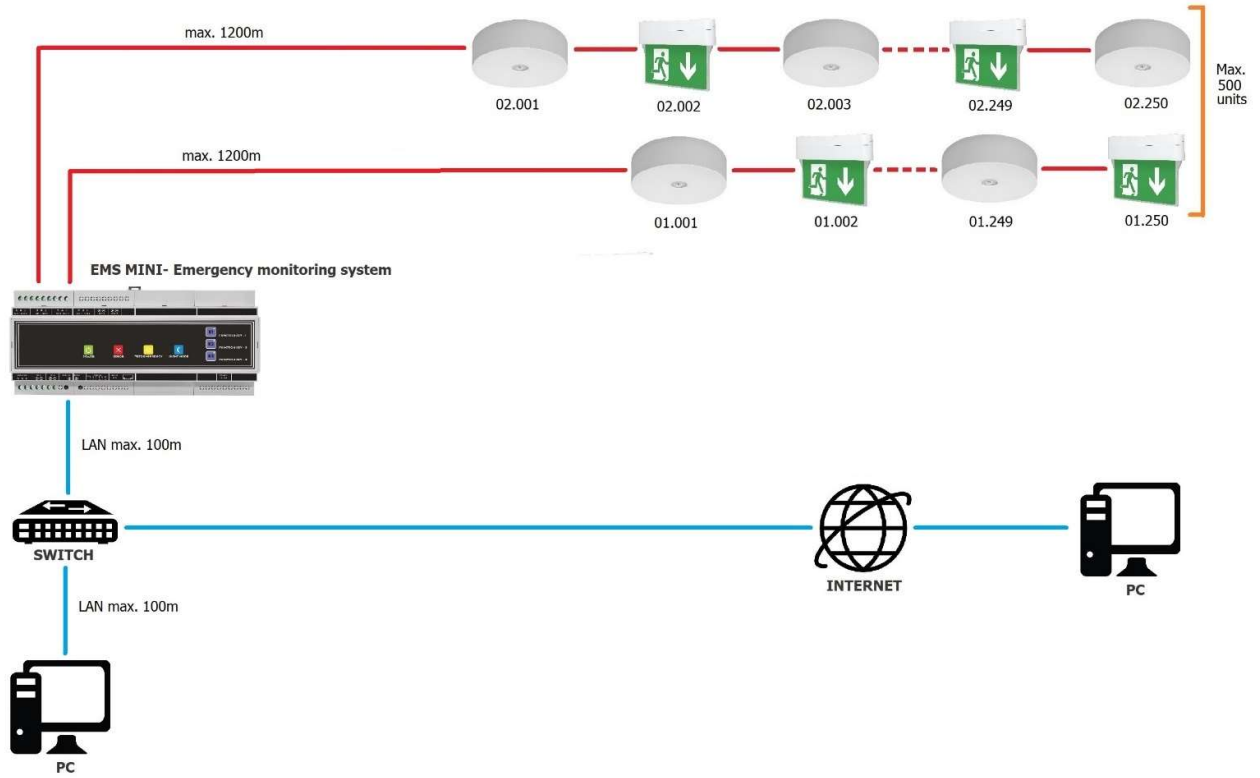 max. 1200m
02.001
02.002
02.003
02.249
02.250
Max.
500
units
max. 1200m
01.001
01.002
01.249
01.250
EMS MINI- Emergency monitoring system
LAN max. 100m
SWITCH
INTERNET
PC
LAN max. 100m
PC